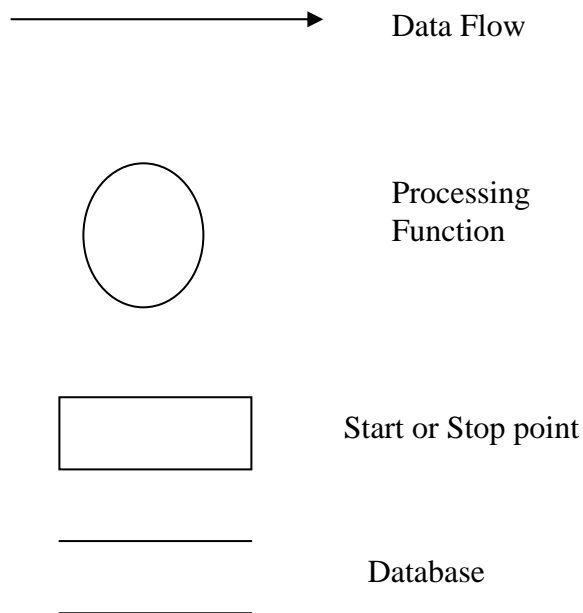 Data Flow
Processing
Function
Start or Stop point
Database